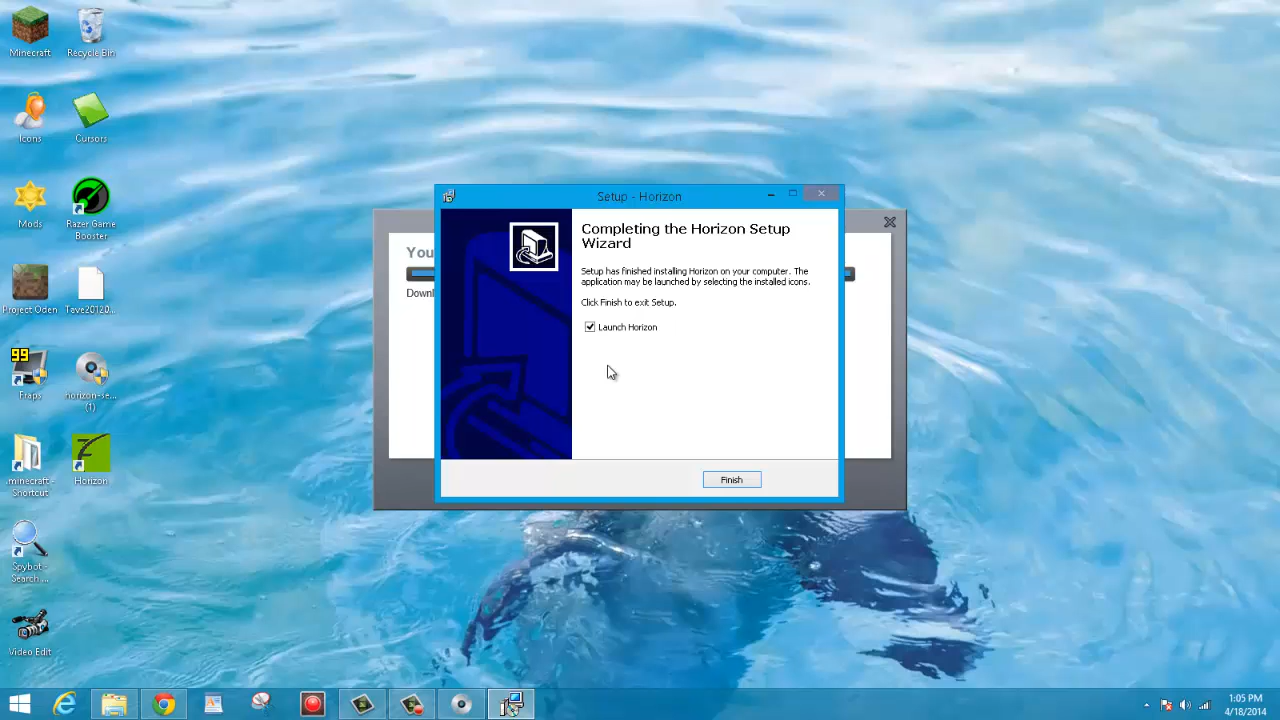 Minecraft
Recycle Bin
Icons
Cursors
Mods
Razer Game
Booster
Project Oden
Tave20120...
99
Fraps
horizon-se...
(1)
.minecraft -
Shortcut
Horizon
Spybot -
Search ...
Video Edit
Setup - Horizon
You
Downl
Completing the Horizon Setup
Wizard
Setup has finished installing Horizon on your computer. The
application may be launched by selecting the installed icons.
Click Finish to exit Setup.
Launch Horizon
Finish
1:05 PM
4/18/2014